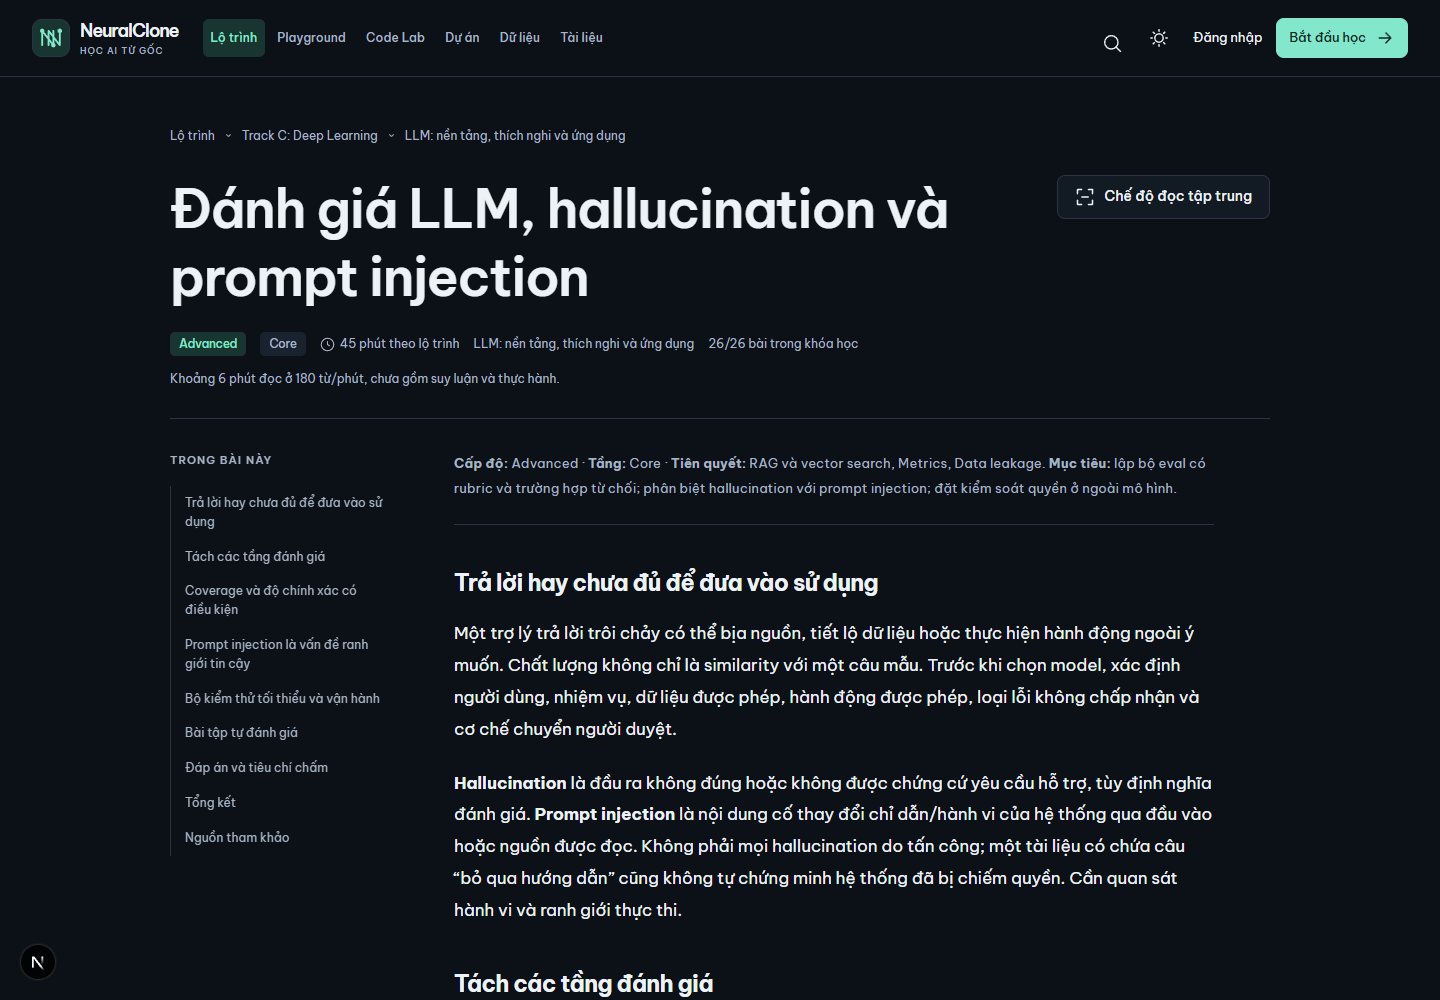 NeuralClone
HỌC AI TỪ GỐC
Lộ trình
Playground
Code Lab
Dự án
Dữ liệu
Tài liệu
Đăng nhập
Bắt đầu học
Lộ trình
Track C: Deep Learning
LLM: nền tảng, thích nghi và ứng dụng
Đánh giá LLM, hallucination và
prompt injection
Chế độ đọc tập trung
Advanced
Core
45 phút theo lộ trình
LLM: nền tảng, thích nghi và ứng dụng
26/26 bài trong khóa học
Khoảng 6 phút đọc ở 180 từ/phút, chưa gồm suy luận và thực hành.
TRONG BÀI NÀY
Trả lời hay chưa đủ để đưa vào sử
dụng
Tách các tầng đánh giá
Coverage và độ chính xác có
điều kiện
Prompt injection là vấn đề ranh
giới tin cậy
Bộ kiểm thử tối thiểu và vận hành
Bài tập tự đánh giá
Đáp án và tiêu chí chấm
Tổng kết
Nguồn tham khảo
Cấp độ: Advanced · Tầng: Core · Tiên quyết: RAG và vector search, Metrics, Data leakage. Mục tiêu: lập bộ eval có
rubric và trường hợp từ chối; phân biệt hallucination với prompt injection; đặt kiểm soát quyền ở ngoài mô hình.
Trả lời hay chưa đủ để đưa vào sử dụng
Một trợ lý trả lời trôi chảy có thể bịa nguồn, tiết lộ dữ liệu hoặc thực hiện hành động ngoài ý
muốn. Chất lượng không chỉ là similarity với một câu mẫu. Trước khi chọn model, xác định
người dùng, nhiệm vụ, dữ liệu được phép, hành động được phép, loại lỗi không chấp nhận và
cơ chế chuyển người duyệt.
Hallucination là đầu ra không đúng hoặc không được chứng cứ yêu cầu hỗ trợ, tùy định nghĩa
đánh giá. Prompt injection là nội dung cố thay đổi chỉ dẫn/hành vi của hệ thống qua đầu vào
hoặc nguồn được đọc. Không phải mọi hallucination do tấn công; một tài liệu có chứa câu
“bỏ qua hướng dẫn” cũng không tự chứng minh hệ thống đã bị chiếm quyền. Cần quan sát
hành vi và ranh giới thực thi.
Tách các tầng đánh giá